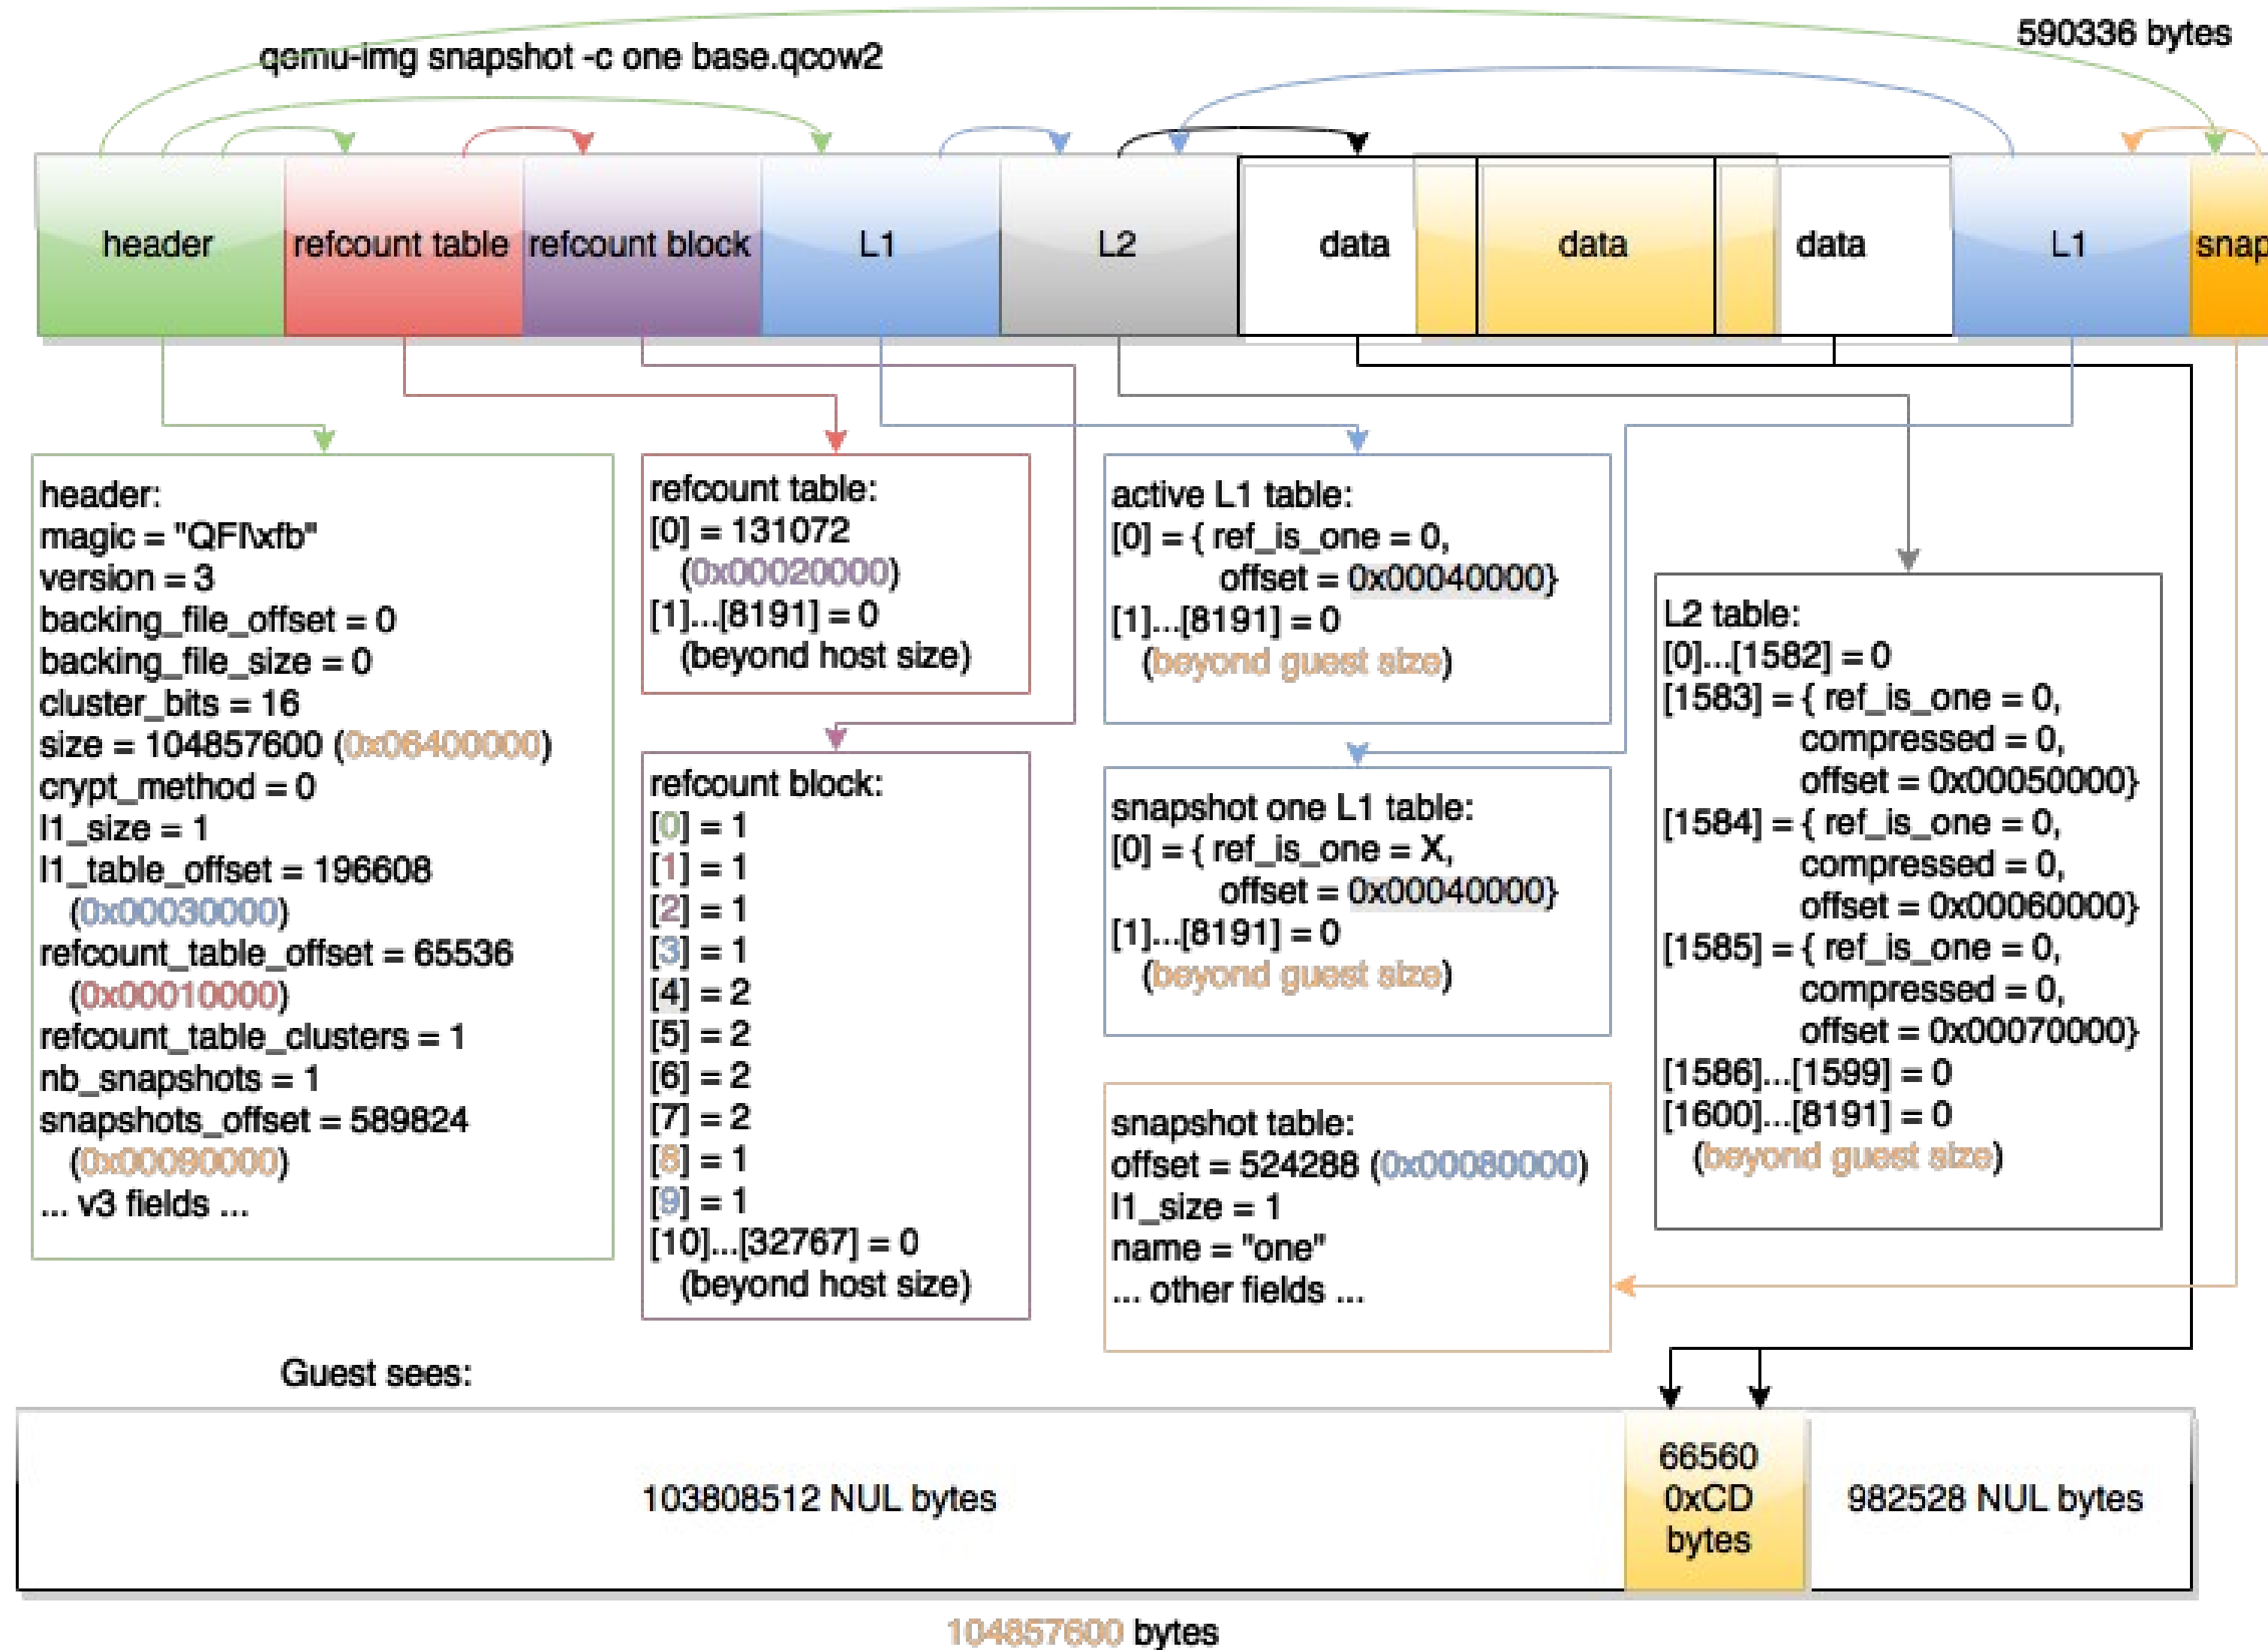 qemu-img snapshot -c one base.qcow2
590336 bytes
header
refcount table
refcount block
L1
L2
data
data
data
L1
snap
header:
magic = "QFI\xfb"
version = 3
backing_file_offset = 0
backing_file_size = 0
cluster_bits = 16
size = 104857600 (0x06400000)
crypt_method = 0
l1_size = 1
l1_table_offset = 196608
(0x00030000)
refcount_table_offset = 65536
(0x00010000)
refcount_table_clusters = 1
nb_snapshots = 1
snapshots_offset = 589824
(0x00090000)
... v3 fields ...
refcount table:
[0] = 131072
(0x00020000)
[1]...[8191] = 0
(beyond host size)
refcount block:
[0] = 1
[1] = 1
[2] = 1
[3] = 1
[4] = 2
[5] = 2
[6] = 2
[7] = 2
[8] = 1
[9] = 1
[10]...[32767] = 0
(beyond host size)
active L1 table:
[0] = { ref_is_one = 0,
offset = 0x00040000}
[1]...[8191] = 0
(beyond guest size)
snapshot one L1 table:
[0] = { ref_is_one = X,
offset = 0x00040000}
[1]...[8191] = 0
(beyond guest size)
snapshot table:
offset = 524288 (0x00080000)
l1_size = 1
name = "one"
... other fields ...
L2 table:
[0]...[1582] = 0
[1583] = { ref_is_one = 0,
compressed = 0,
offset = 0x00050000}
[1584] = { ref_is_one = 0,
compressed = 0,
offset = 0x00060000}
[1585] = { ref_is_one = 0,
compressed = 0,
offset = 0x00070000}
[1586]...[1599] = 0
[1600]...[8191] = 0
(beyond guest size)
Guest sees:
103808512 NUL bytes
66560
0xCD
bytes
982528 NUL bytes
104857600 bytes